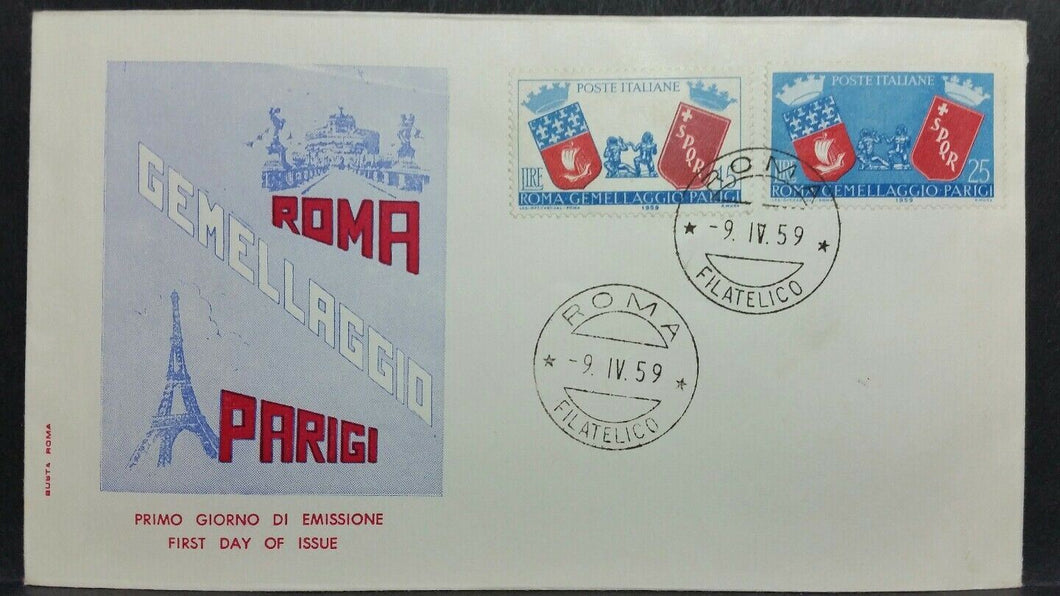 ROMA
GEMELLAGGIO
PARIGI
BUSTA ROMA
PRIMO GIORNO DI EMISSIONE
FIRST DAY OF ISSUE
POSTE ITALIANE
SPQR
LIRE
ROMA GEMELLAGGIO PARIGI
1959
POSTE ITALIANE
SPQR
LIRE 25
ROMA GEMELLAGGIO PARIGI
1959
ROMA
-9. IV. 59
FILATELICO
ROMA
-9. IV. 59
FILATELICO